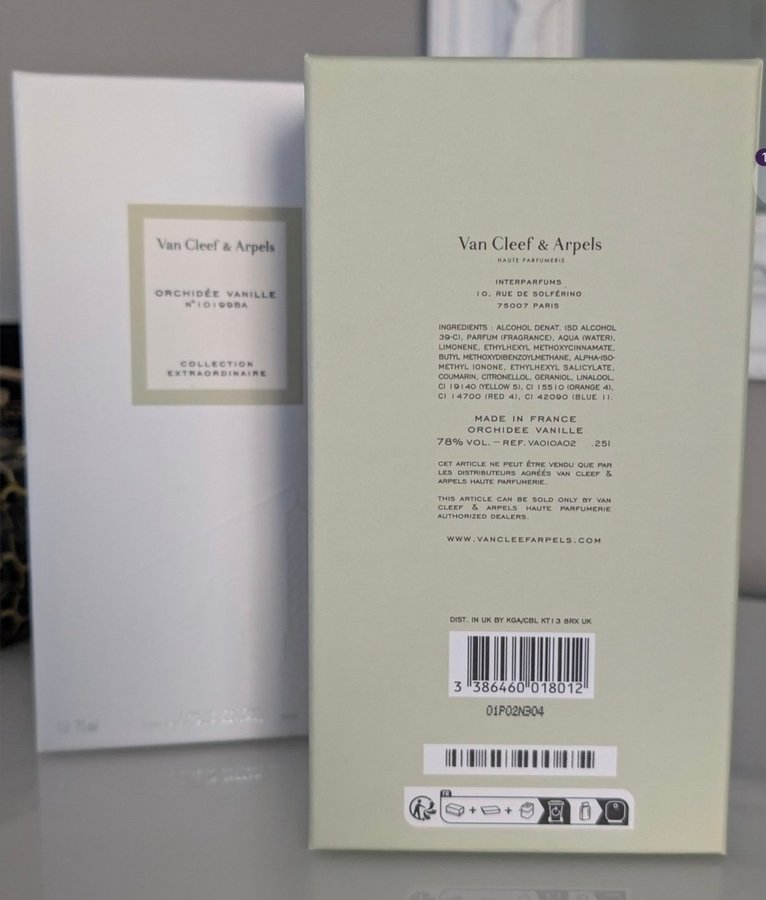 Van Cleef & Arpels
ORCHIDÉE VANILLE
COLLECTION
EXTRAORDINAIRE
Van Cleef & Arpels
HAUTE PARFUMERIE
INTERPARFUMS
10, RUE DE SOLFÉRINO
75007 PARIS
INGREDIENTS : ALCOHOL DENAT. (SD ALCOHOL
39-C), PARFUM (FRAGRANCE), AQUA (WATER),
LIMONENE, ETHYLHEXYL METHOXYCINNAMATE,
BUTYL METHOXYDIBENZOYLMETHANE, ALPHA-ISO-
METHYL IONONE, ETHYLHEXYL SALICYLATE,
COUMARIN, CITRONELLOL, GERANIOL, LINALOOL,
CI 19140 (YELLOW 5), CI 15510 (ORANGE 4),
CI 14700 (RED 4), CI 42090 (BLUE 1).
MADE IN FRANCE
ORCHIDEE VANILLE
78% VOL. – REF. VA010A02 .251
CET ARTICLE NE PEUT ÊTRE VENDU QUE PAR
LES DISTRIBUTEURS AGRÉÉS VAN CLEEF &
ARPELS HAUTE PARFUMERIE.
THIS ARTICLE CAN BE SOLD ONLY BY VAN
CLEEF & ARPELS HAUTE PARFUMERIE
AUTHORIZED DEALERS.
WWW.VANCLEEFARPELS.COM
DIST. IN UK BY KGA/CBL KT13 8RX UK
3 386460 018012
01P02N304
FR